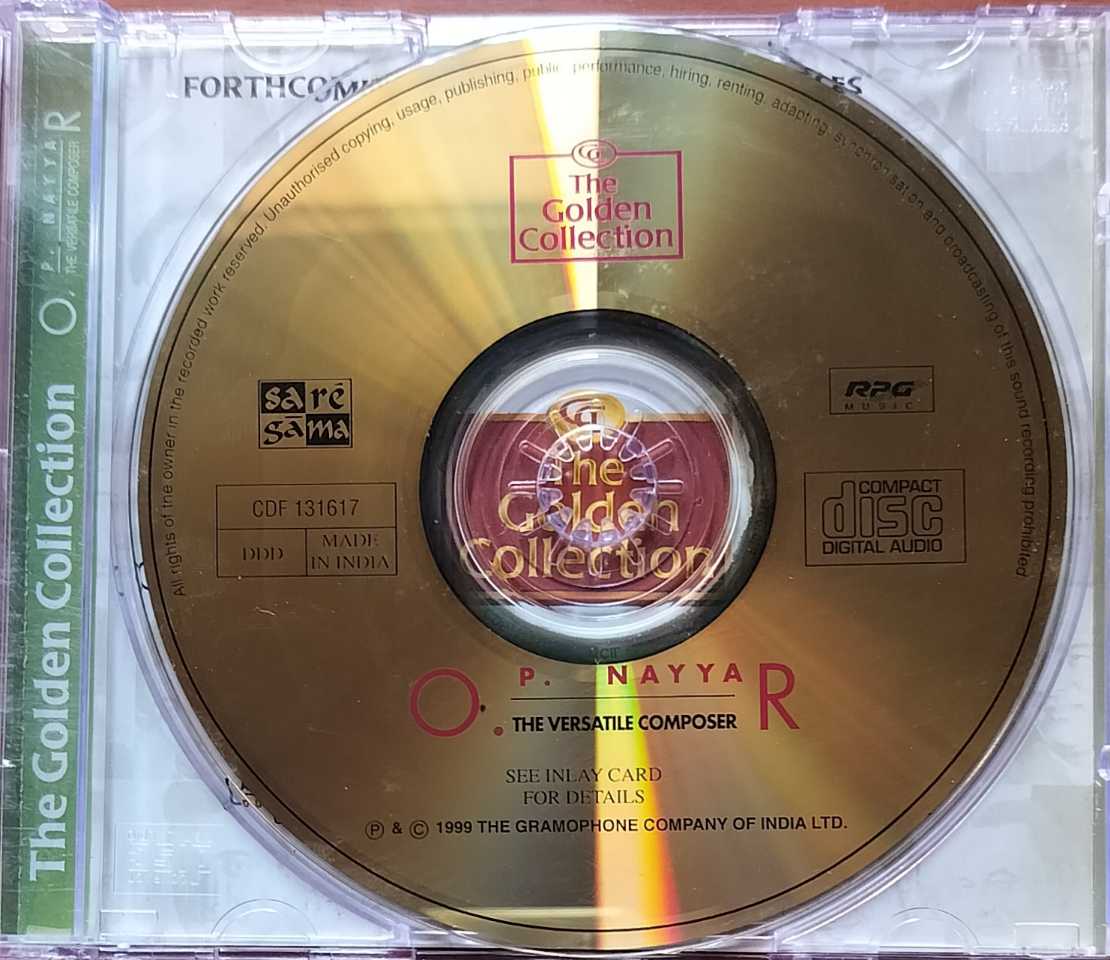 The Golden Collection O. P. NAYYAR
THE VERSATILE COMPOSER
All rights of the owner in the recorded work reserved. Unauthorised copying, usage, publishing, public performance, hiring, renting, adapting, synchronisation and broadcasting of this sound recording prohibited
CG
The
Golden
Collection
sa rē
ga ma
RPG
MUSIC
CDF 131617
DDD
MADE
IN INDIA
COMPACT
disc
DIGITAL AUDIO
CG
The
Golden
Collection
O. P. NAYYAR
THE VERSATILE COMPOSER
SEE INLAY CARD
FOR DETAILS
℗ & © 1999 THE GRAMOPHONE COMPANY OF INDIA LTD.